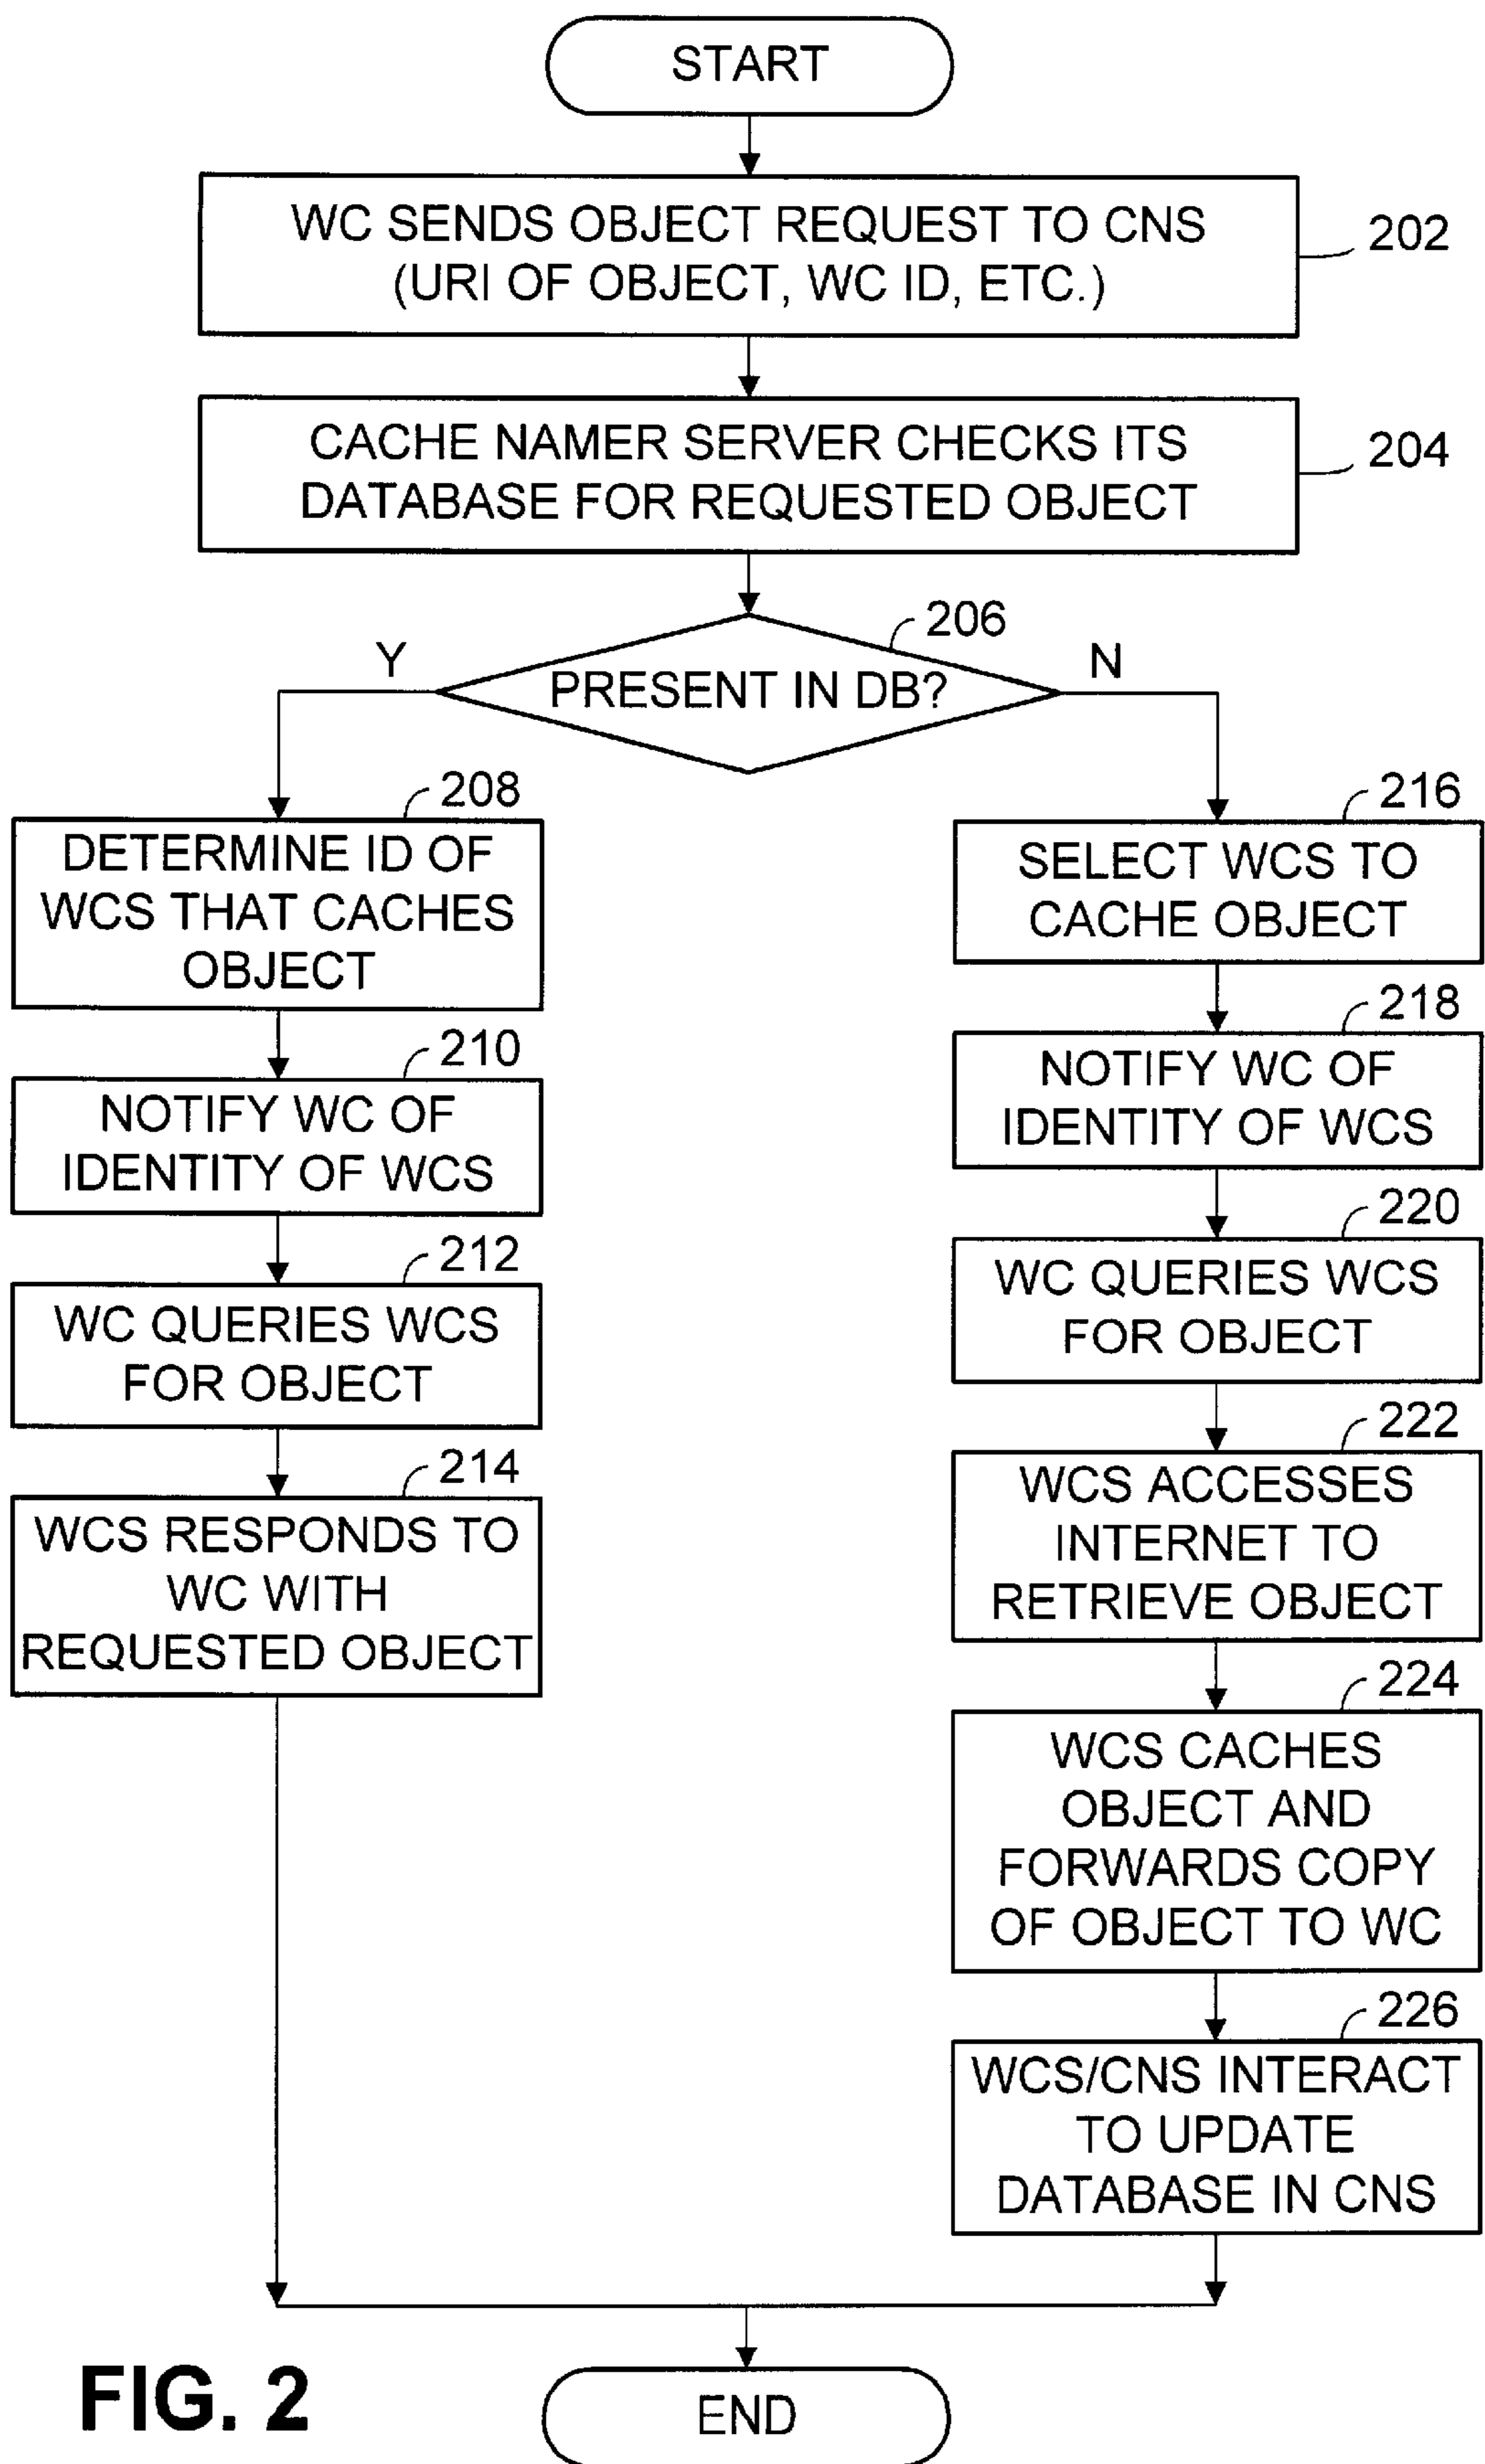 START
WC SENDS OBJECT REQUEST TO CNS
(URI OF OBJECT, WC ID, ETC.)
202
CACHE NAMER SERVER CHECKS ITS
DATABASE FOR REQUESTED OBJECT
204
206
Y
PRESENT IN DB?
N
208
DETERMINE ID OF
WCS THAT CACHES
OBJECT
210
NOTIFY WC OF
IDENTITY OF WCS
212
WC QUERIES WCS
FOR OBJECT
214
WCS RESPONDS TO
WC WITH
REQUESTED OBJECT
216
SELECT WCS TO
CACHE OBJECT
218
NOTIFY WC OF
IDENTITY OF WCS
220
WC QUERIES WCS
FOR OBJECT
222
WCS ACCESSES
INTERNET TO
RETRIEVE OBJECT
224
WCS CACHES
OBJECT AND
FORWARDS COPY
OF OBJECT TO WC
226
WCS/CNS INTERACT
TO UPDATE
DATABASE IN CNS
END
FIG. 2